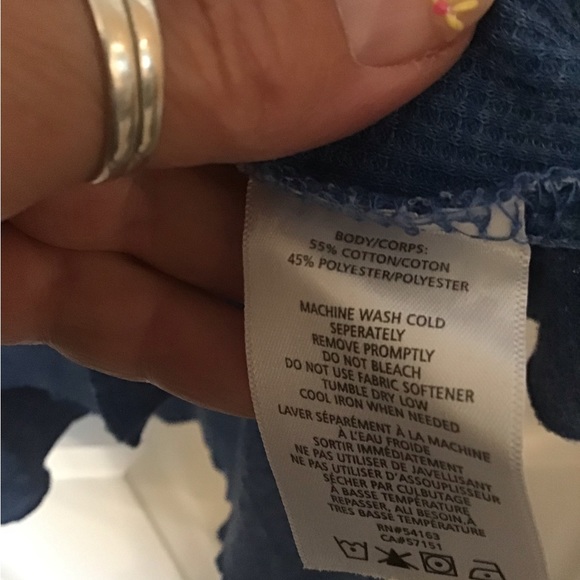 BODY/CORPS:
55% COTTON/COTON
45% POLYESTER/POLYESTER
MACHINE WASH COLD
SEPERATELY
REMOVE PROMPTLY
DO NOT BLEACH
DO NOT USE FABRIC SOFTENER
TUMBLE DRY LOW
COOL IRON WHEN NEEDED
LAVER SÉPARÉMENT À LA MACHINE
À L'EAU FROIDE
SORTIR IMMÉDIATEMENT
NE PAS UTILISER DE JAVELLISANT
NE PAS UTILISER D'ASSOUPLISSEUR
SÉCHER PAR CULBUTAGE
À BASSE TEMPÉRATURE
REPASSER, AU BESOIN, À
TRES BASSE TEMPÉRATURE
RN#54163
CA#57151